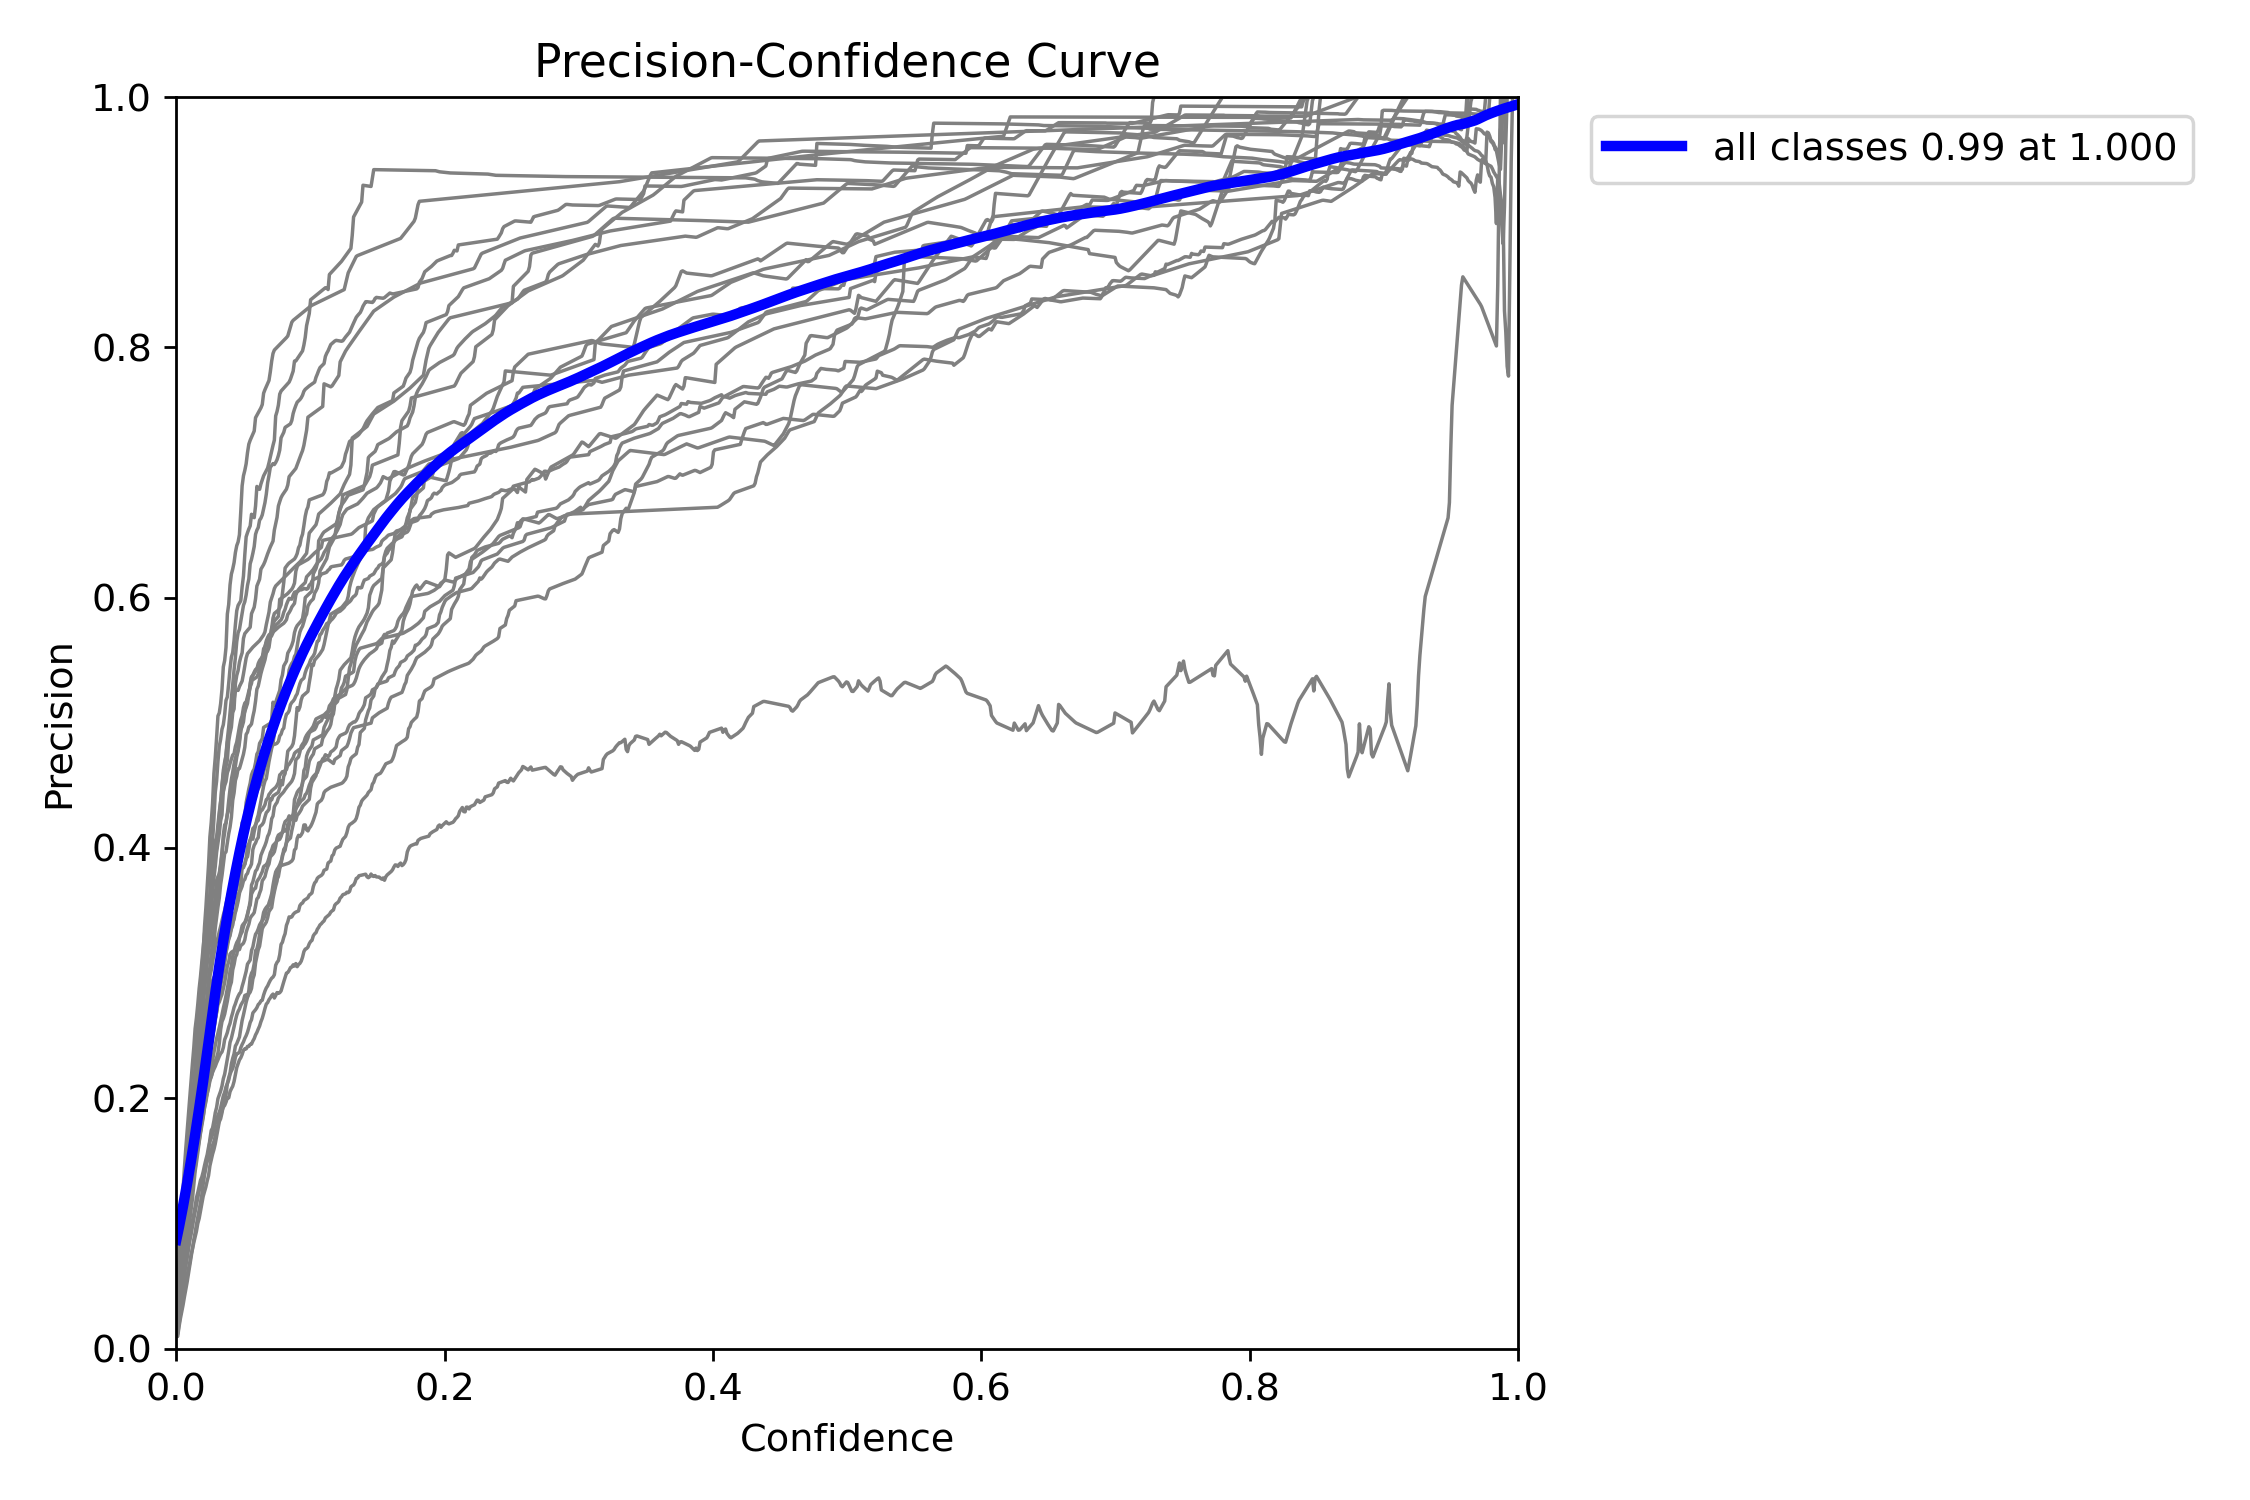 Precision-Confidence Curve
all classes 0.99 at 1.000
Precision
1.0
0.8
0.6
0.4
0.2
0.0
0.0 0.2 0.4 0.6 0.8 1.0
Confidence